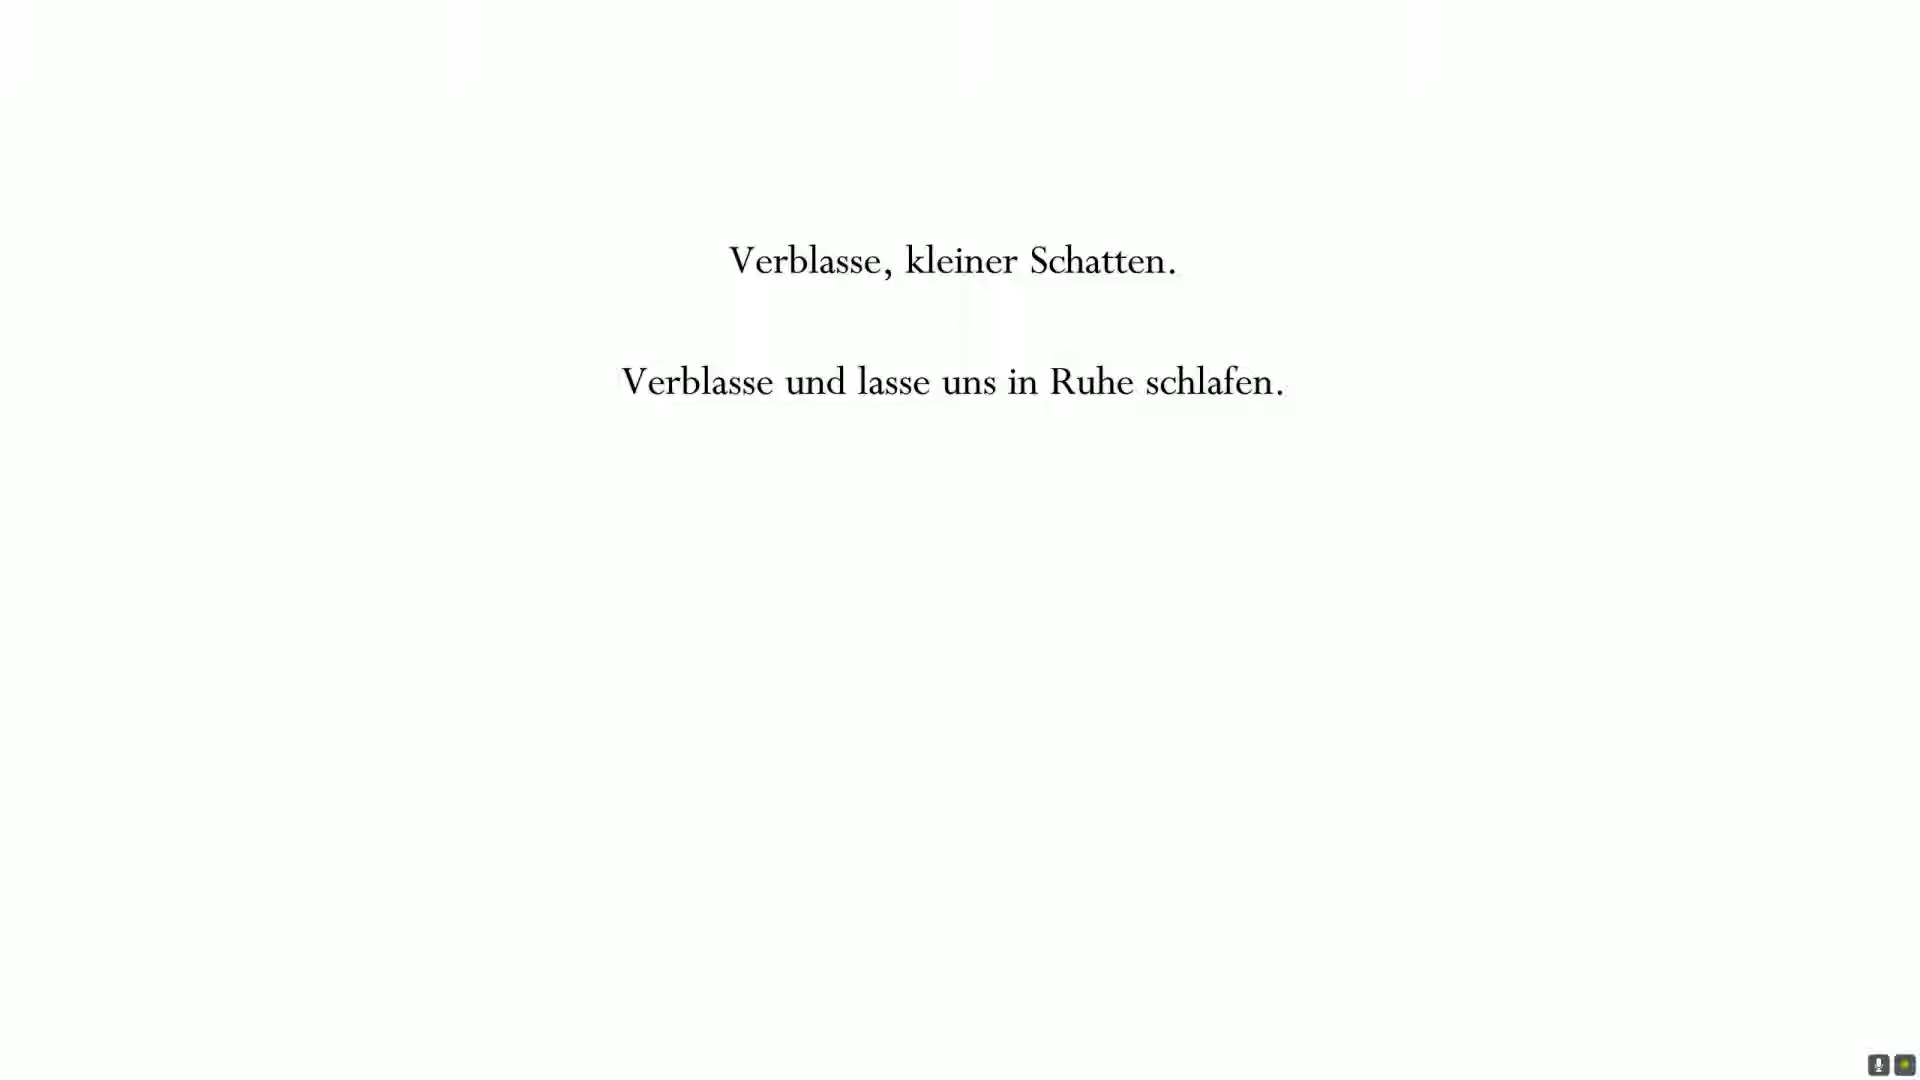 Verblasse, kleiner Schatten.
Verblasse und lasse uns in Ruhe schlafen.